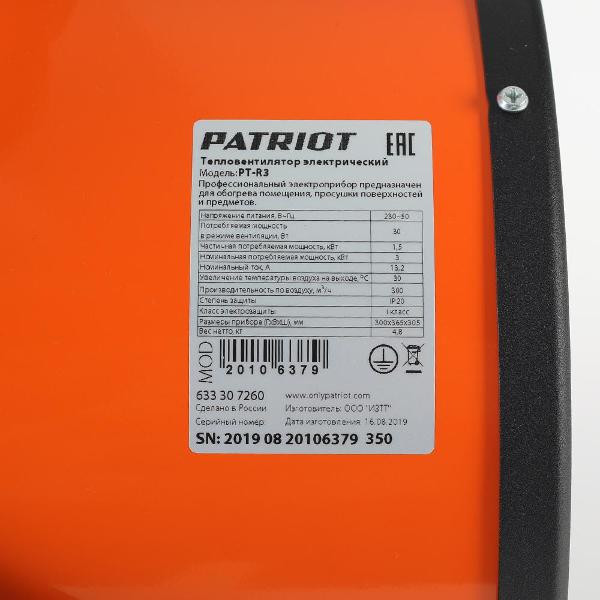 PATRIOT EAC
Тепловентилятор электрический
Модель: PT-R3
Профессиональный электроприбор предназначен
для обогрева помещения, просушки поверхностей
и предметов.
Напряжение питания, В~Гц 230~50
Потребляемая мощность
в режиме вентиляции, Вт 30
Частичная потребляемая мощность, кВт 1,5
Номинальная потребляемая мощность, кВт 3
Номинальный ток, А 13,2
Увеличение температуры воздуха на выходе, °С 30
Производительность по воздуху, м³/ч 300
Степень защиты IP20
Класс электрозащиты I класс
Размеры прибора (ГхВхШ), мм 300х365х305
Вес нетто, кг 4,8
MOD 20106379
633 30 7260 www.onlypatriot.com
Сделано в России Изготовитель: ООО "ИЗТТ"
Серийный номер: Дата изготовления: 16.08.2019
SN: 2019 08 20106379 350